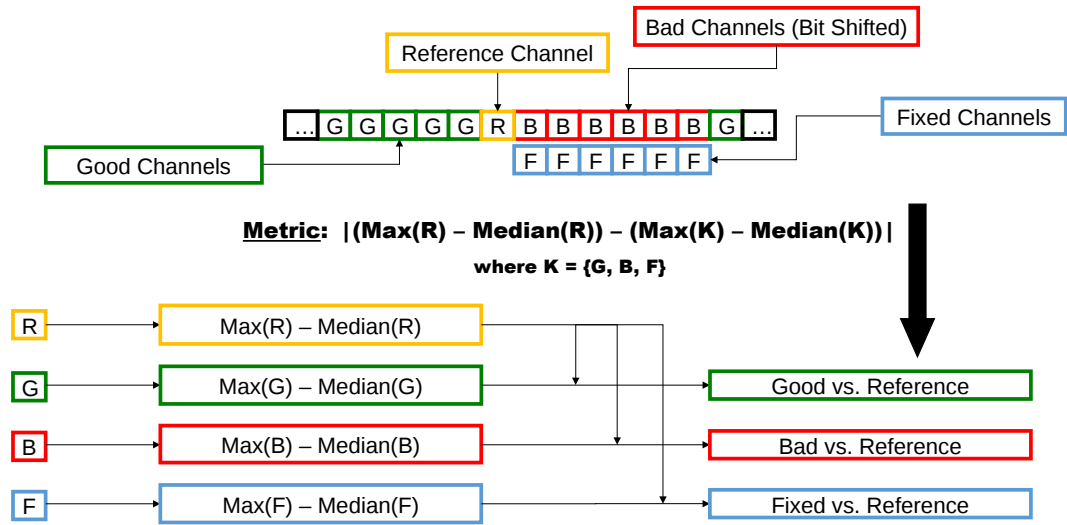 Bad Channels (Bit Shifted)
Reference Channel
Fixed Channels
... G G G G G R B B B B B B G ...
F F F F F F
Good Channels
Metric: |(Max(R) – Median(R)) – (Max(K) – Median(K))|
where K = {G, B, F}
R Max(R) – Median(R)
G Max(G) – Median(G) Good vs. Reference
B Max(B) – Median(B) Bad vs. Reference
F Max(F) – Median(F) Fixed vs. Reference